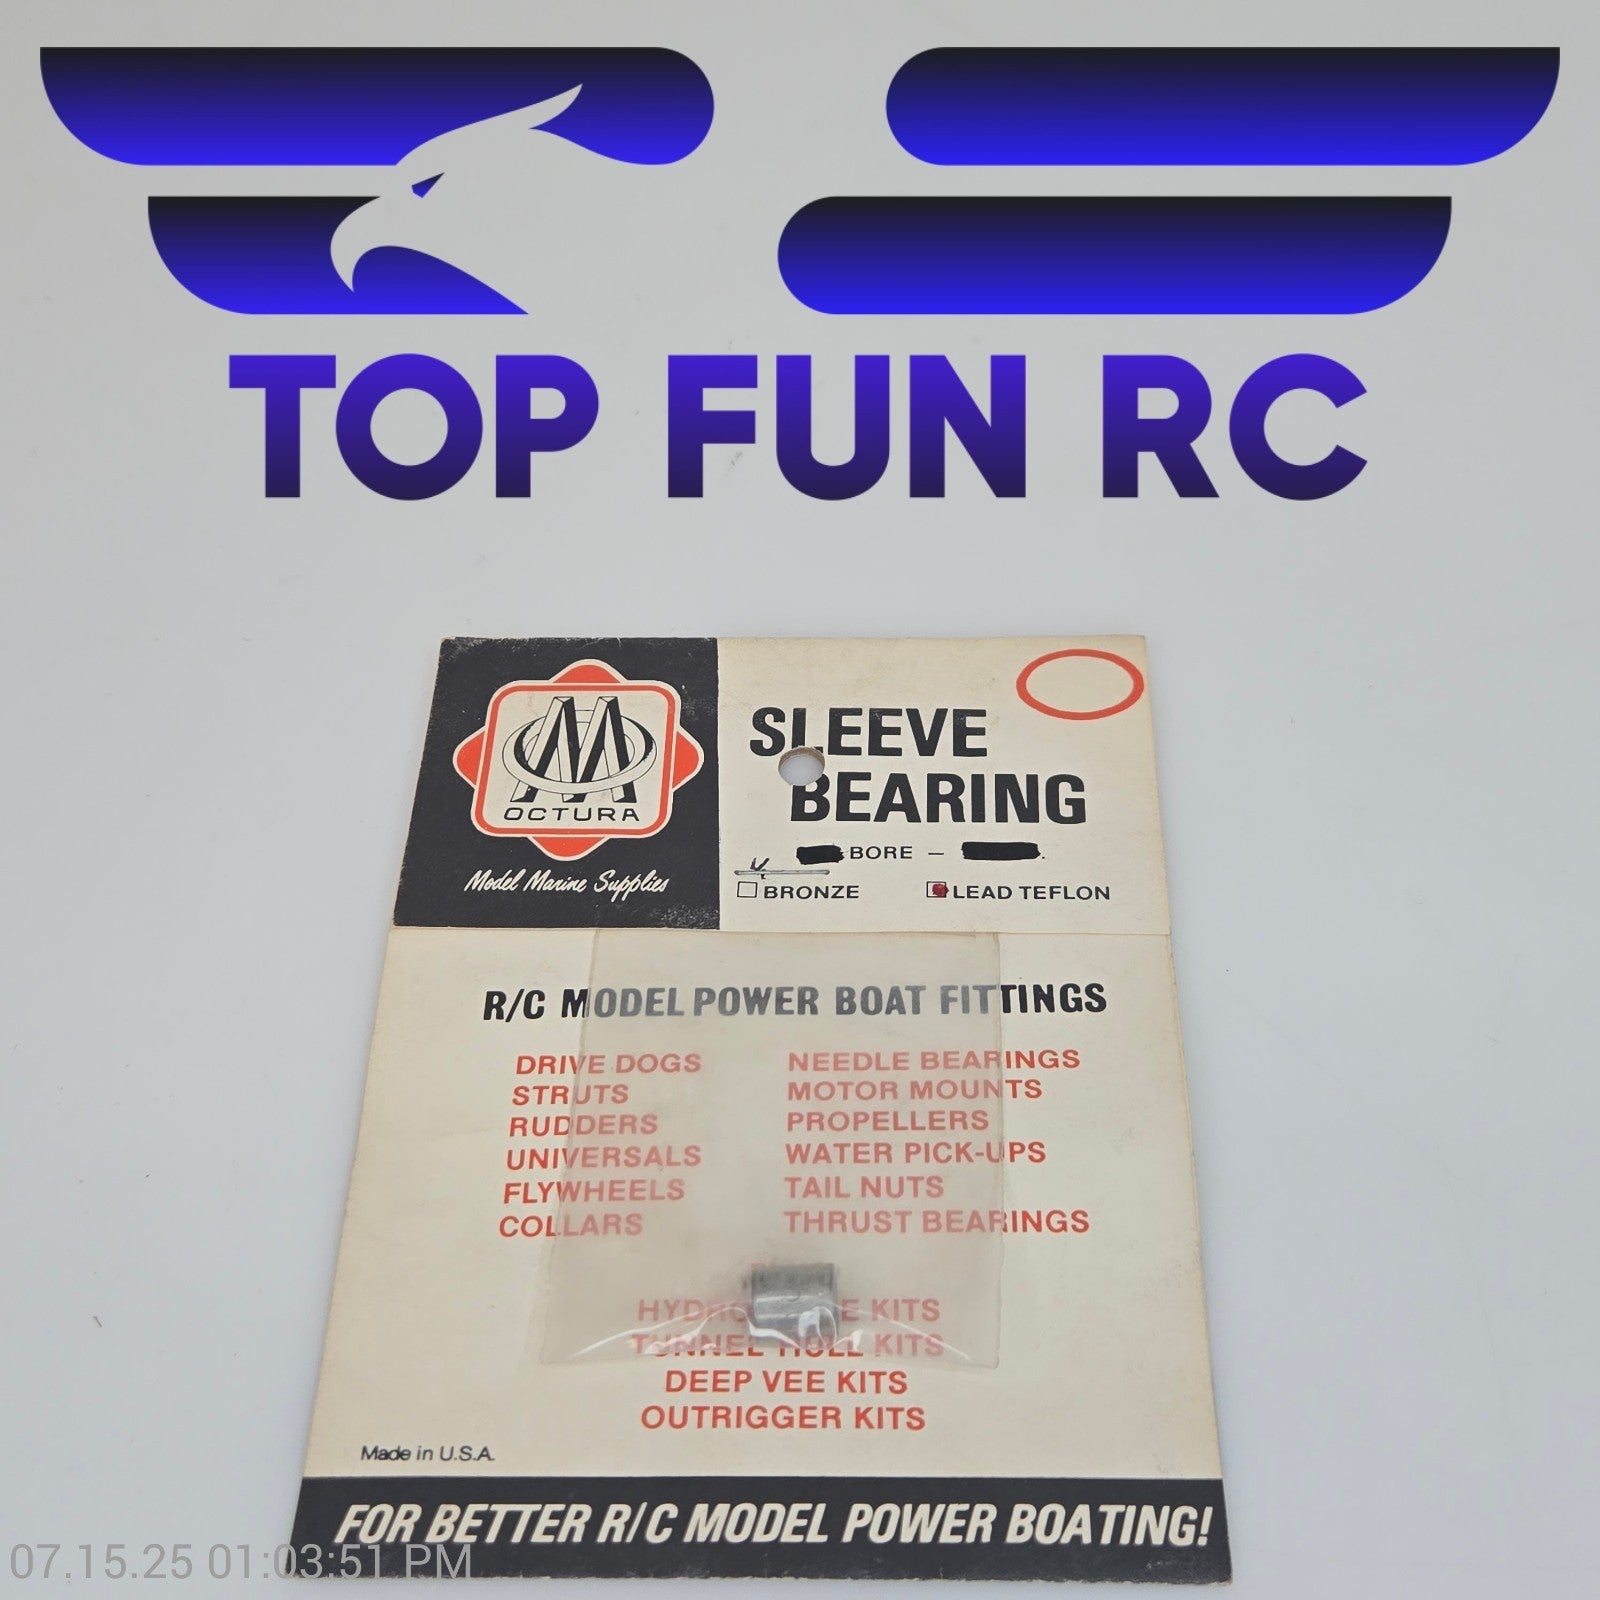 TOP FUN RC
OCTURA
Model Marine Supplies
SLEEVE
BEARING
BORE –
BRONZE LEAD TEFLON
R/C MODEL POWER BOAT FITTINGS
DRIVE DOGS
STRUTS
RUDDERS
UNIVERSALS
FLYWHEELS
COLLARS
NEEDLE BEARINGS
MOTOR MOUNTS
PROPELLERS
WATER PICK-UPS
TAIL NUTS
THRUST BEARINGS
KITS
TUNNEL HULL KITS
DEEP VEE KITS
OUTRIGGER KITS
Made in U.S.A.
FOR BETTER R/C MODEL POWER BOATING!
07.15.25 01:03:51 PM